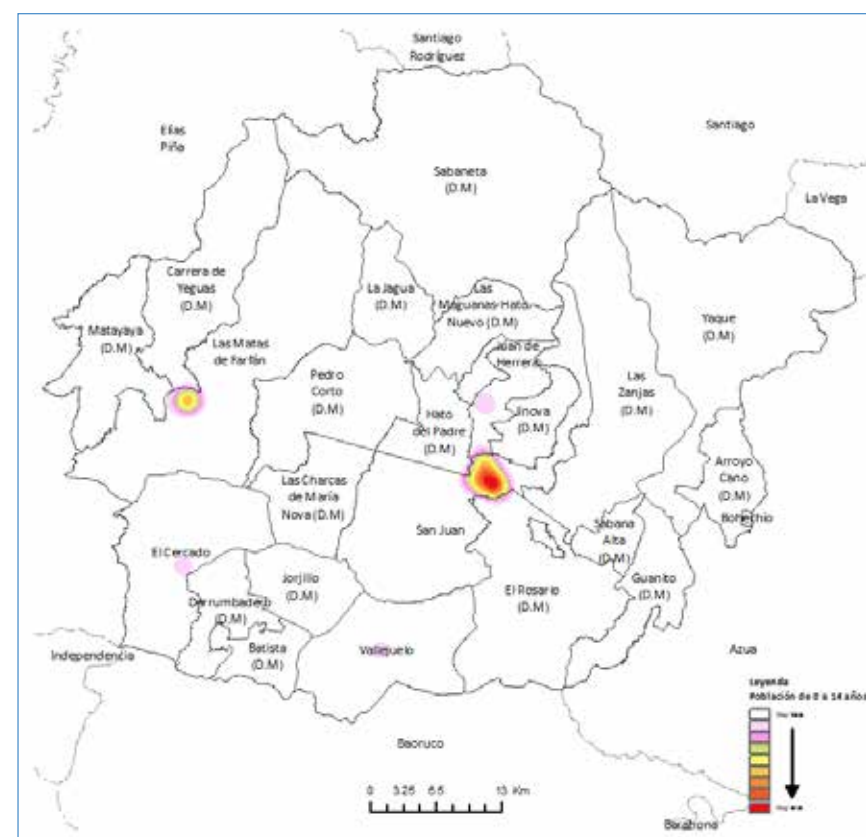 Santiago
Rodríguez
Elías
Piña
Santiago
La Vega
Sabaneta
(D.M)
Carrera de
Yeguas
(D.M)
La Jagua
(D.M)
Las
Maguanas-Hato
Nuevo (D.M)
Yaque
(D.M)
Matayaya
(D.M)
Las Matas
de Farfán
Juan de
Herrera
Pedro
Corto
(D.M)
Las
Zanjas
(D.M)
Hato
del Padre
(D.M)
Jinova
(D.M)
Arroyo
Cano
(D.M)
Las Charcas
de María
Nova (D.M)
Bohechío
San Juan
Sabana
Alta
(D.M)
El Cercado
Jorjillo
(D.M)
El Rosario
(D.M)
Guanito
(D.M)
Derrumbadero
(D.M)
Batista
(D.M)
Vallejuelo
Independencia
Azua
Leyenda
Población de 0 a 14 años
Baoruco
0 3.25 6.5 13 Km
Barahona